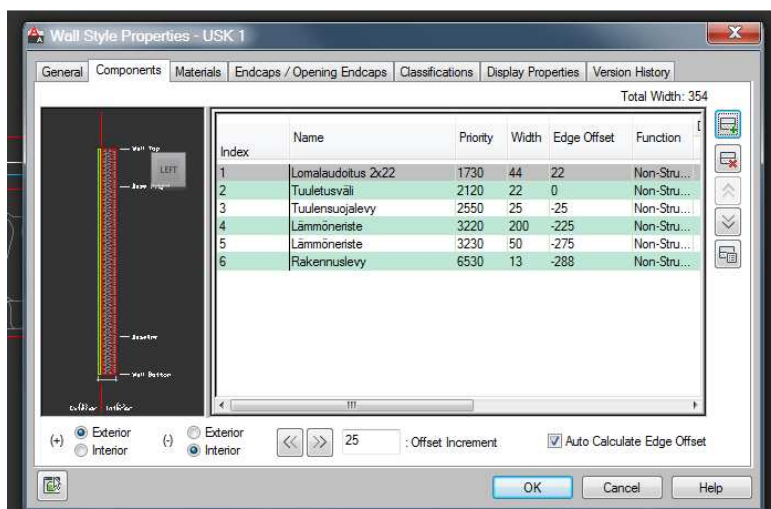 Wall Style Properties - USK 1
General Components Materials Endcaps / Opening Endcaps Classifications Display Properties Version History
Total Width: 354
Index Name Priority Width Edge Offset Function
1 Lomalaudoitus 2x22 1730 44 22 Non-Stru...
2 Tuuletusväli 2120 22 0 Non-Stru...
3 Tuulensuojalevy 2550 25 -25 Non-Stru...
4 Lämmöneriste 3220 200 -225 Non-Stru...
5 Lämmöneriste 3230 50 -275 Non-Stru...
6 Rakennuslevy 6530 13 -288 Non-Stru...
Wall Top
LEFT
Base Height
Baseline
Wall Bottom
Exterior Interior
(+) Exterior (-) Exterior << >> 25 : Offset Increment Auto Calculate Edge Offset
Interior Interior
OK Cancel Help